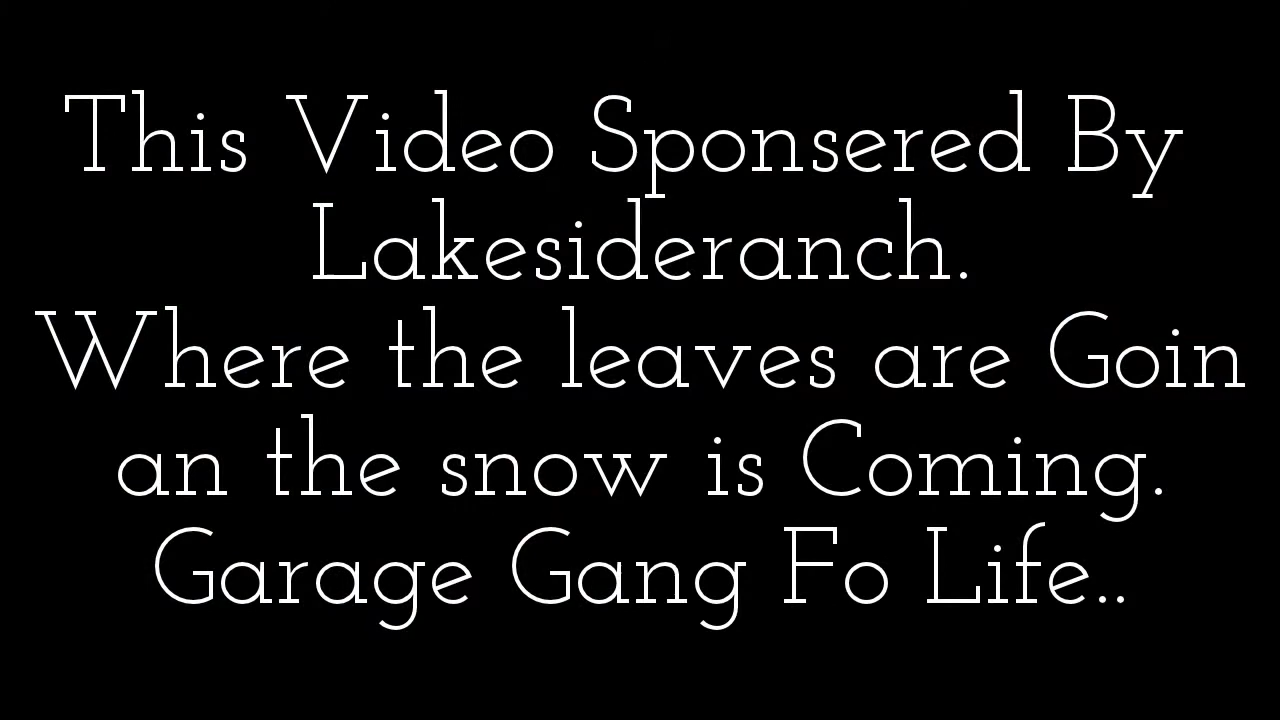 This Video Sponsered By
Lakesideranch.
Where the leaves are Goin
an the snow is Coming.
Garage Gang Fo Life..